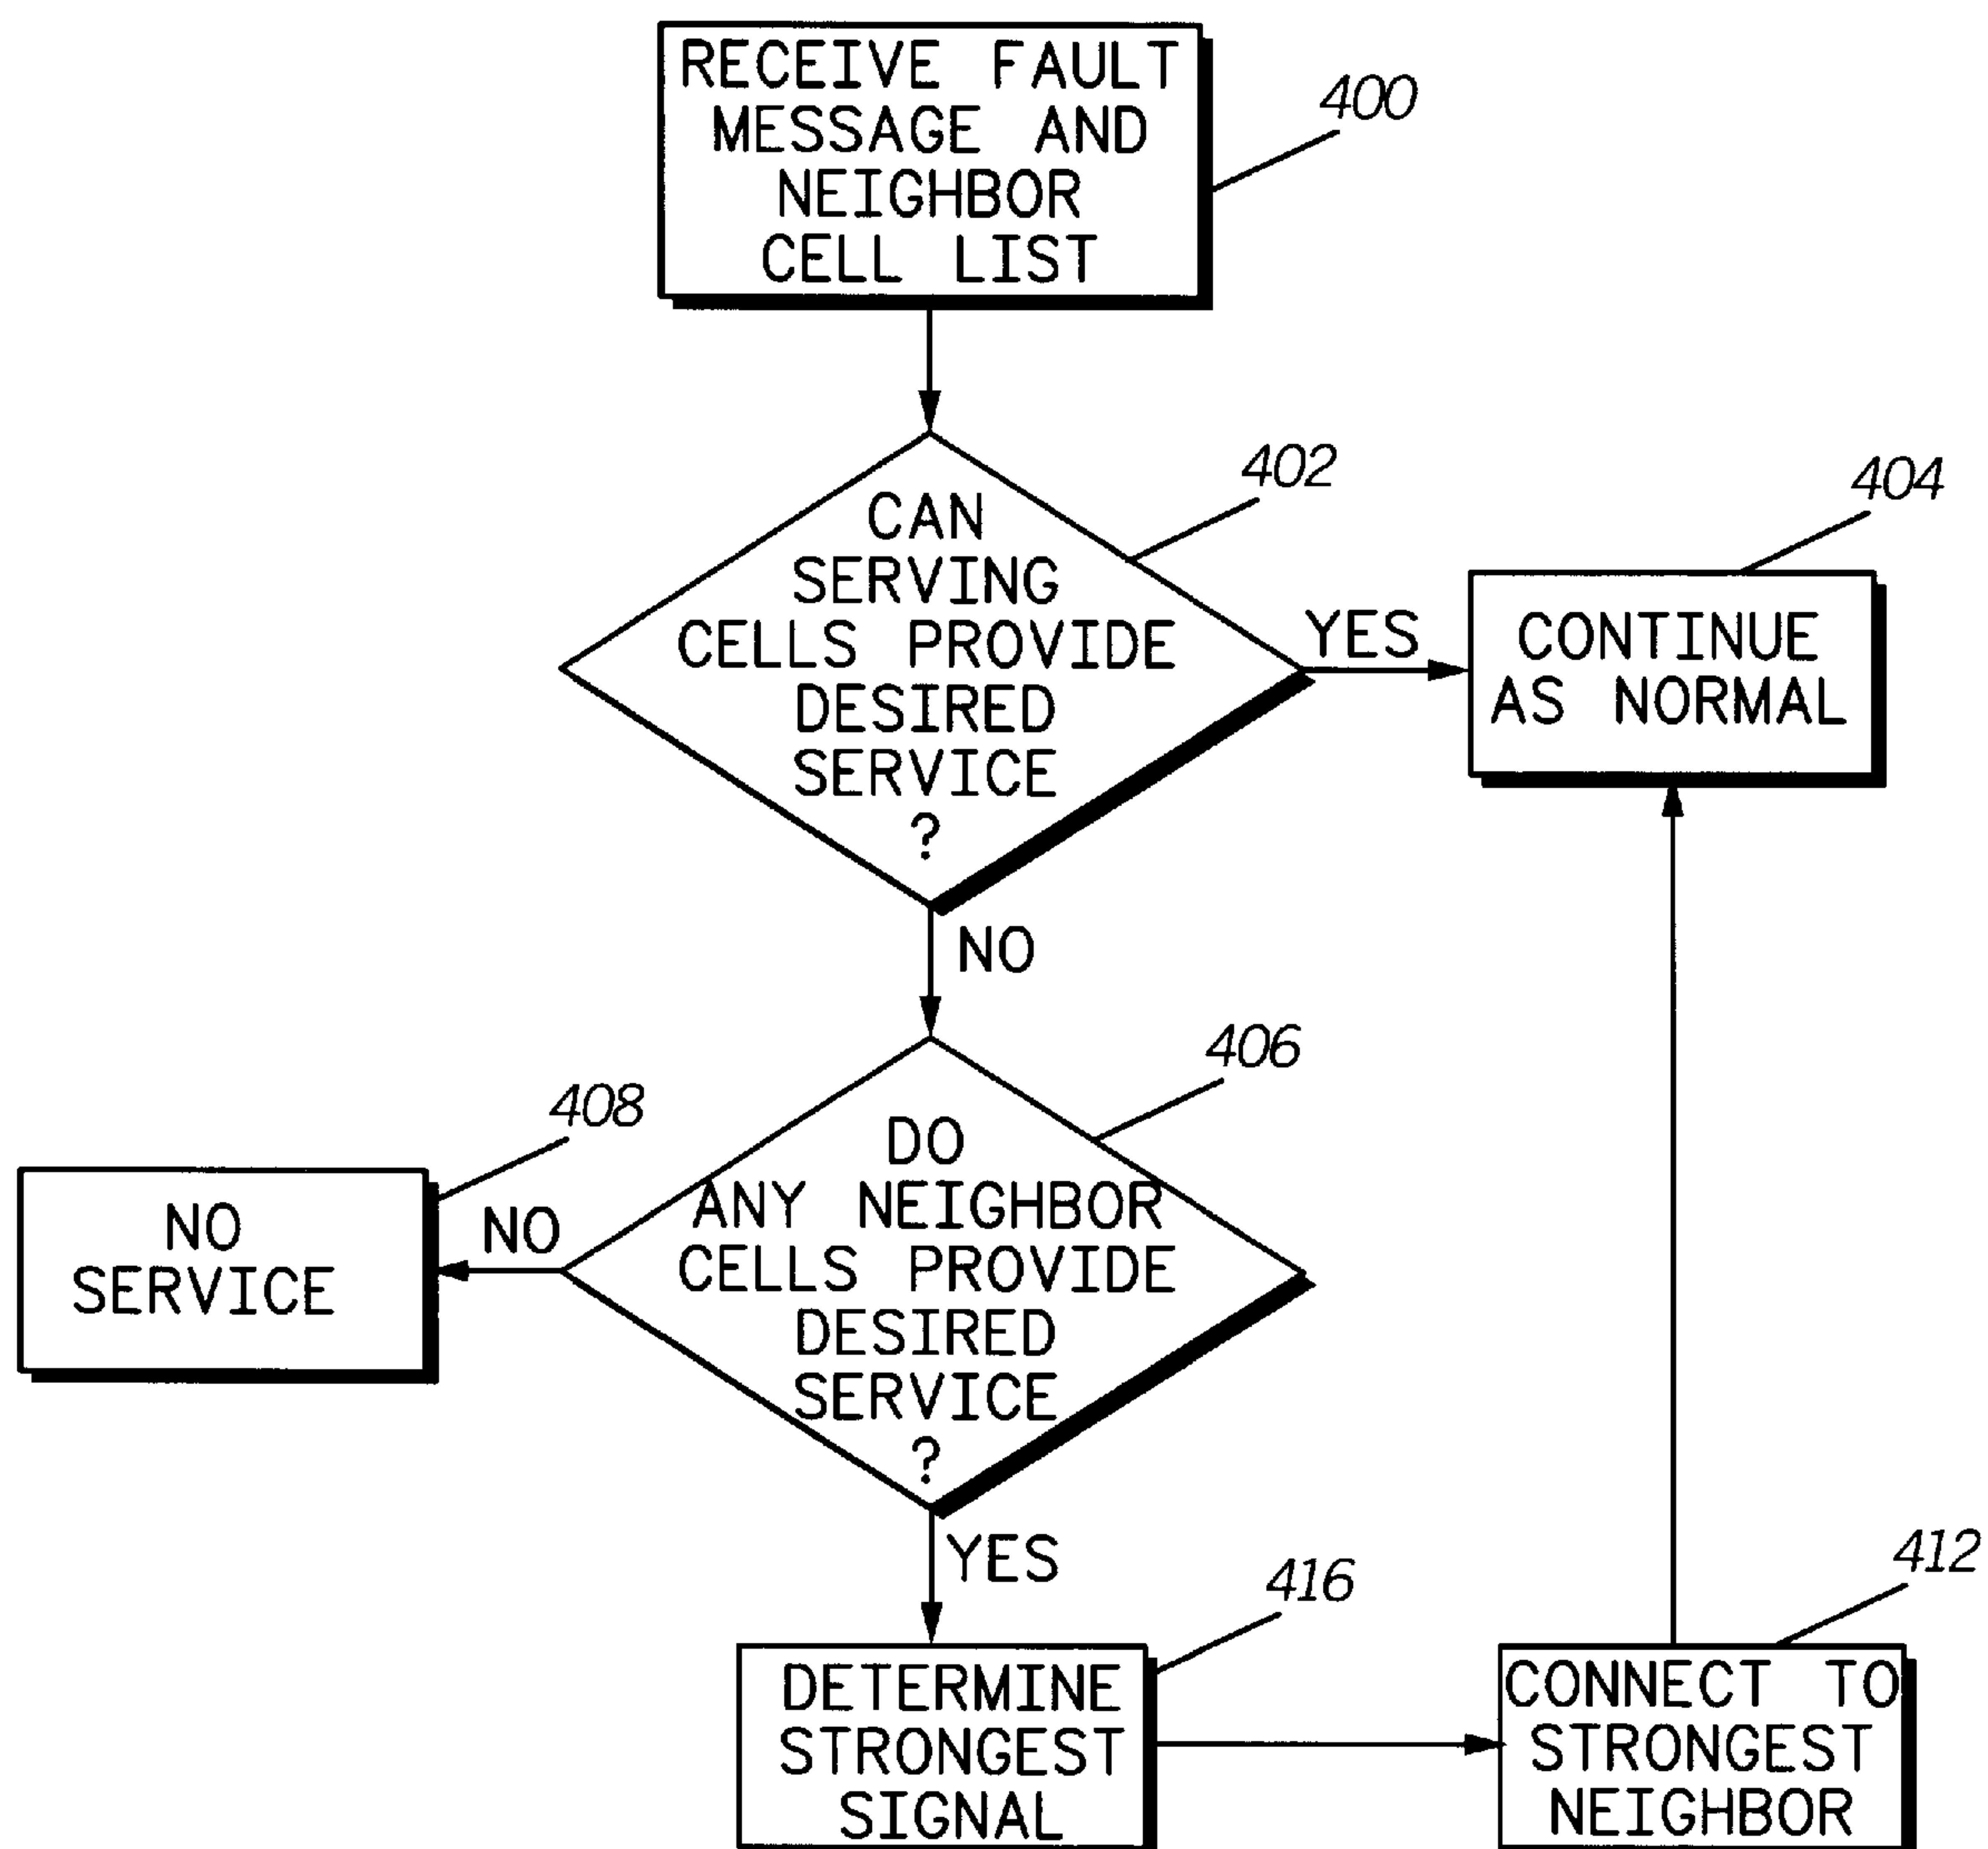 RECEIVE FAULT
MESSAGE AND
NEIGHBOR
CELL LIST
400
CAN
SERVING
CELLS PROVIDE
DESIRED
SERVICE
?
402
YES
404
CONTINUE
AS NORMAL
NO
406
DO
ANY NEIGHBOR
CELLS PROVIDE
DESIRED
SERVICE
?
408
NO
SERVICE
NO
YES
416
DETERMINE
STRONGEST
SIGNAL
412
CONNECT TO
STRONGEST
NEIGHBOR